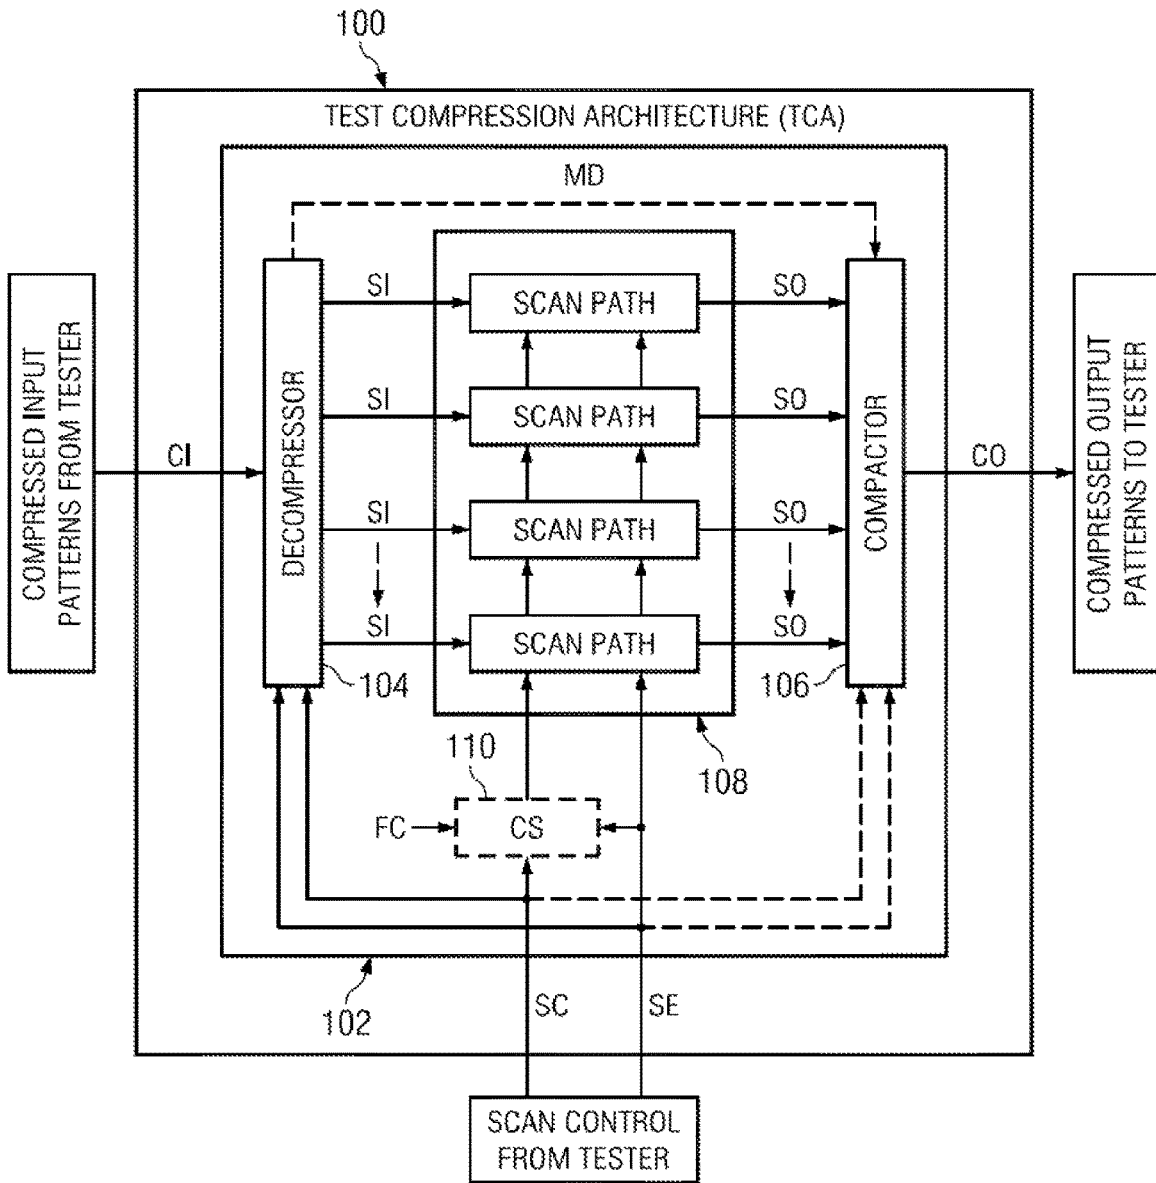 100
TEST COMPRESSION ARCHITECTURE (TCA)
MD
COMPRESSED INPUT
PATTERNS FROM TESTER
CI
DECOMPRESSOR
SI
SCAN PATH
SO
SI
SCAN PATH
SO
SI
SCAN PATH
SO
SI
SCAN PATH
SO
COMPACTOR
CO
COMPRESSED OUTPUT
PATTERNS TO TESTER
104
106
110
108
FC
CS
102
SC
SE
SCAN CONTROL
FROM TESTER